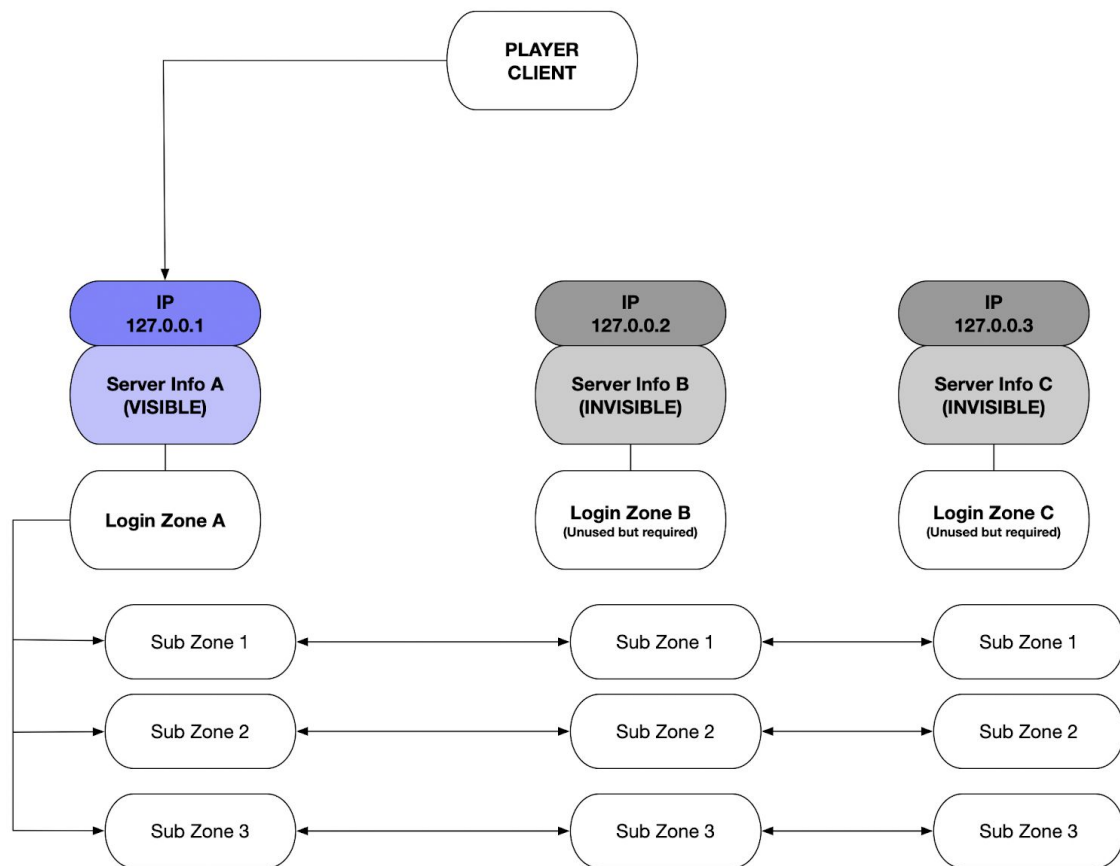 PLAYER
CLIENT
IP
127.0.0.1
IP
127.0.0.2
IP
127.0.0.3
Server Info A
(VISIBLE)
Server Info B
(INVISIBLE)
Server Info C
(INVISIBLE)
Login Zone A
Login Zone B
(Unused but required)
Login Zone C
(Unused but required)
Sub Zone 1
Sub Zone 1
Sub Zone 1
Sub Zone 2
Sub Zone 2
Sub Zone 2
Sub Zone 3
Sub Zone 3
Sub Zone 3